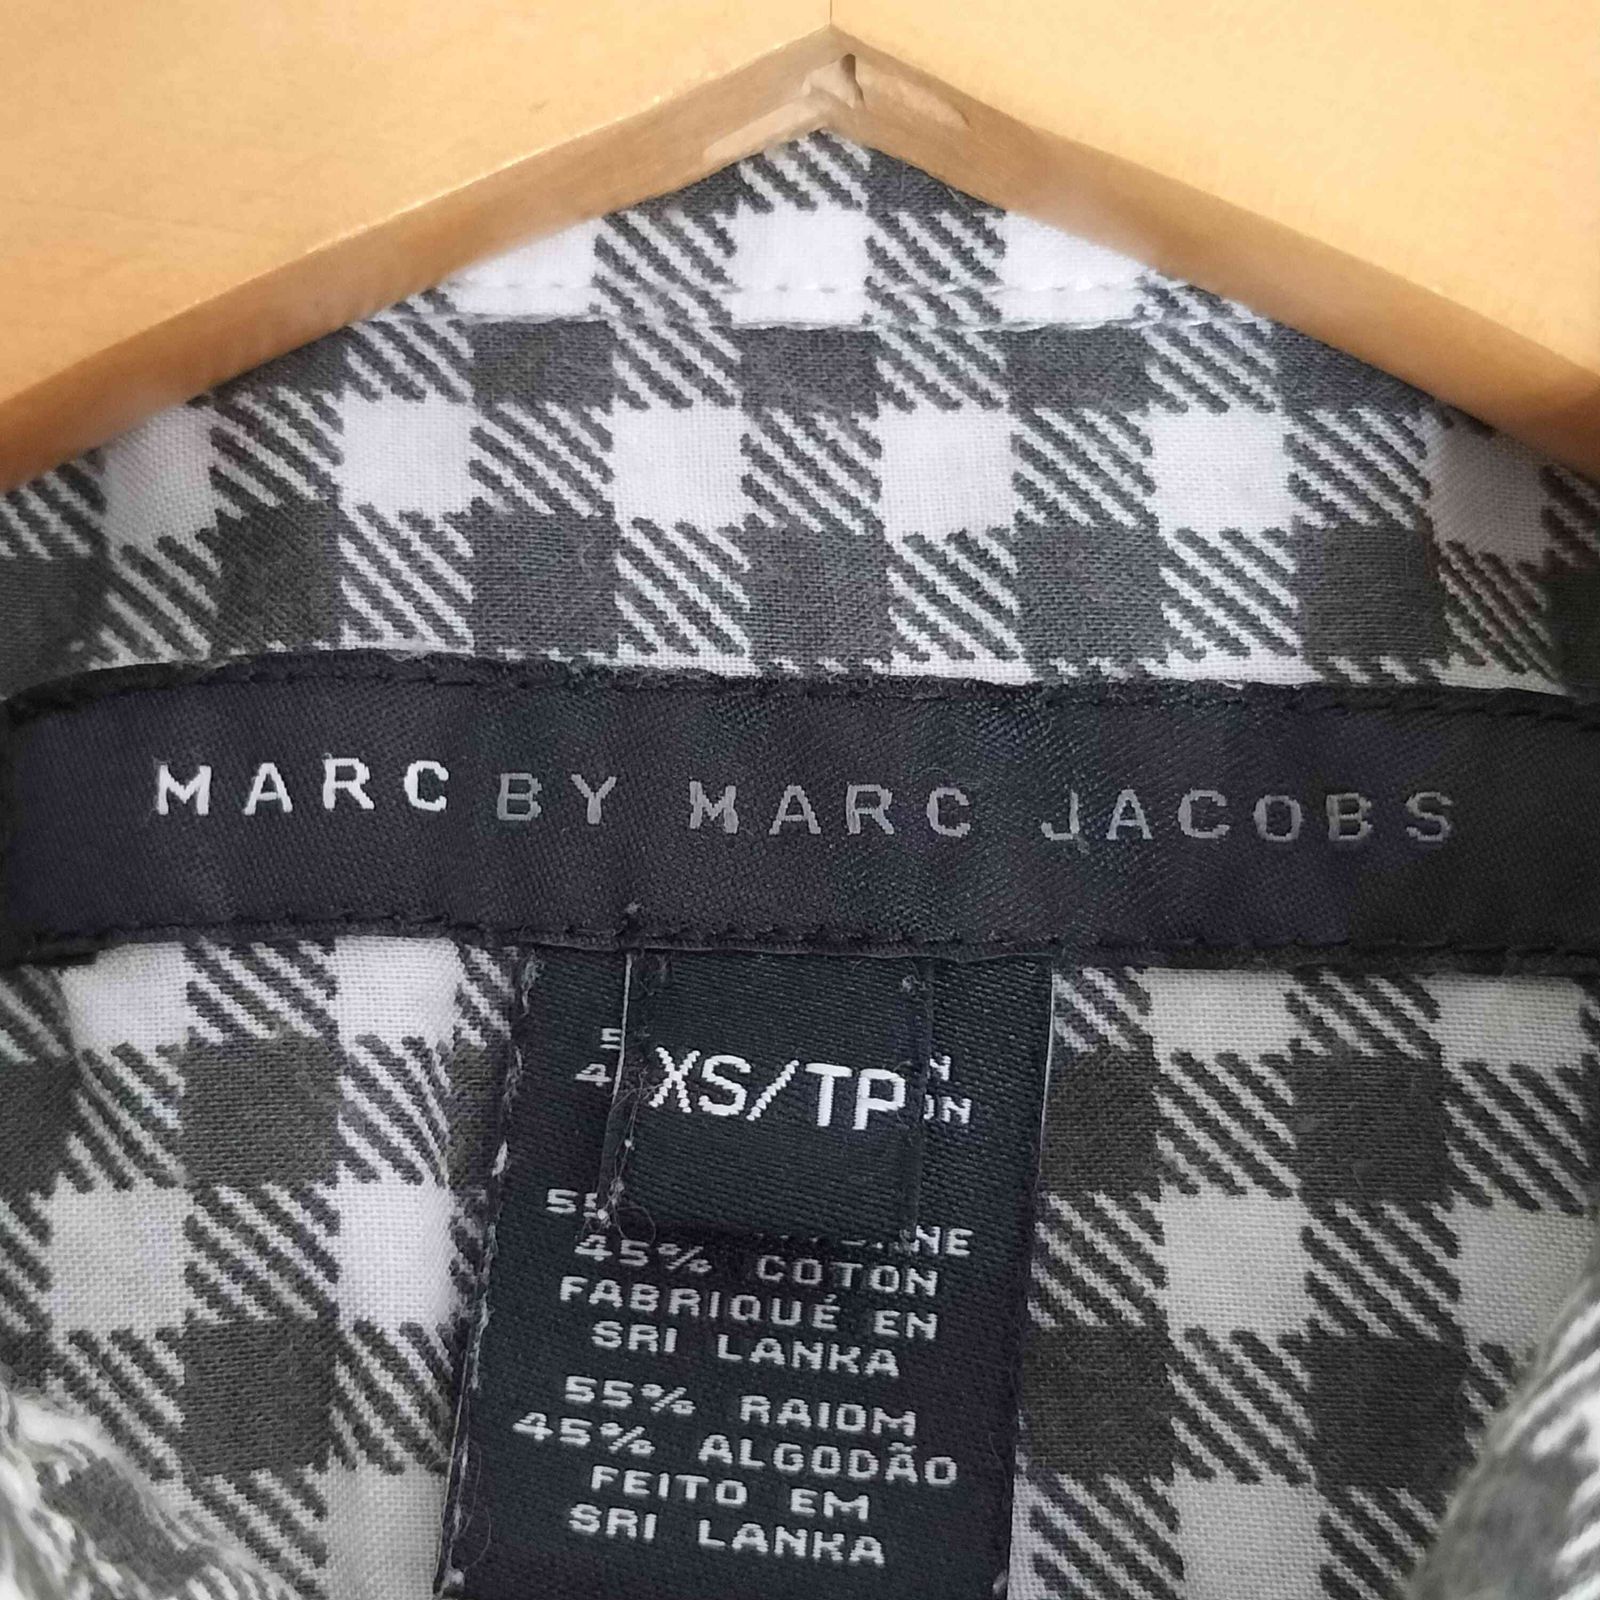 MARC BY MARC JACOBS
XS/TP
45% COTON
FABRIQUÉ EN
SRI LANKA
55% RAIOM
45% ALGODÃO
FEITO EM
SRI LANKA